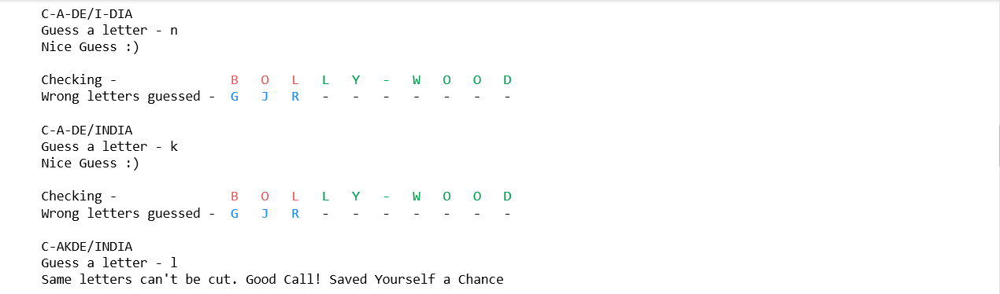 C-A-DE/I-DIA
Guess a letter - n
Nice Guess :)
Checking - B O L L Y - W O O D
Wrong letters guessed - G J R - - - - - - -
C-A-DE/INDIA
Guess a letter - k
Nice Guess :)
Checking - B O L L Y - W O O D
Wrong letters guessed - G J R - - - - - - -
C-AKDE/INDIA
Guess a letter - l
Same letters can't be cut. Good Call! Saved Yourself a Chance